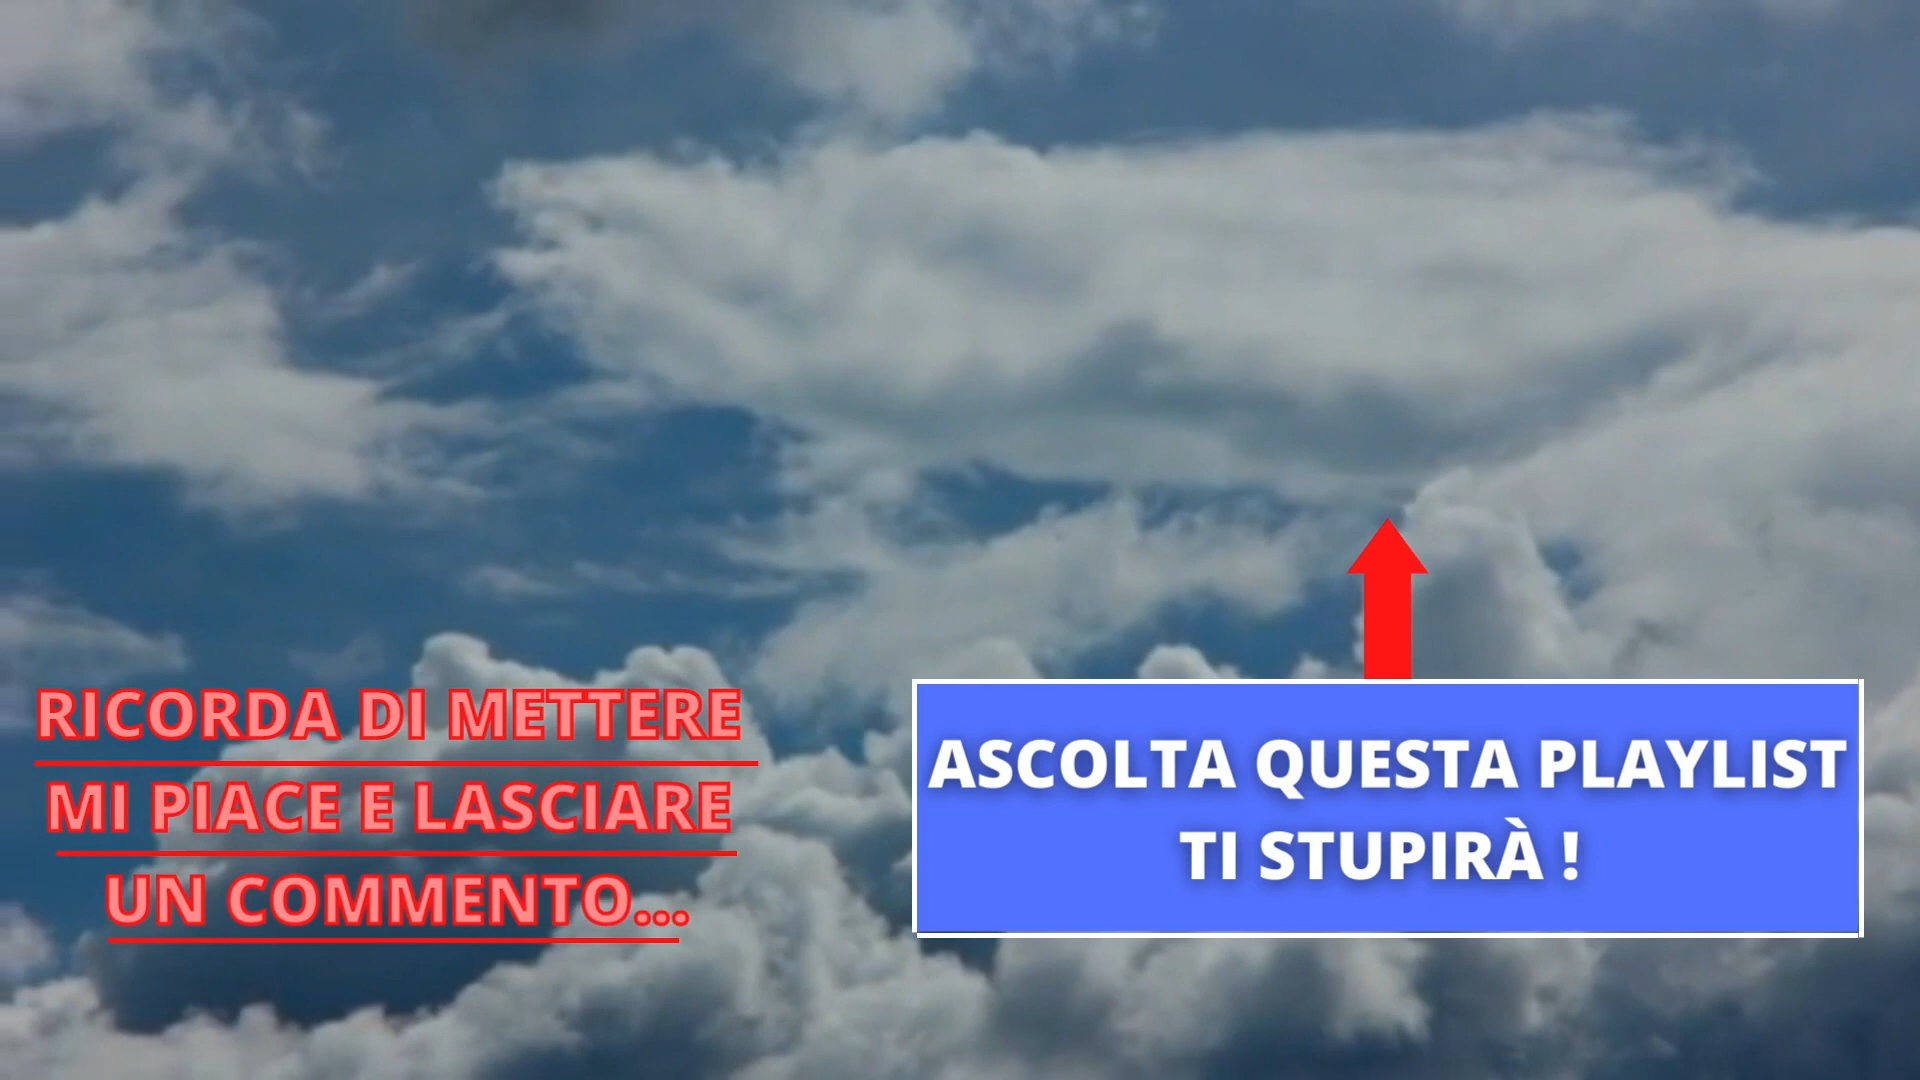 RICORDA DI METTERE
MI PIACE E LASCIARE
UN COMMENTO...
ASCOLTA QUESTA PLAYLIST
TI STUPIRÀ !